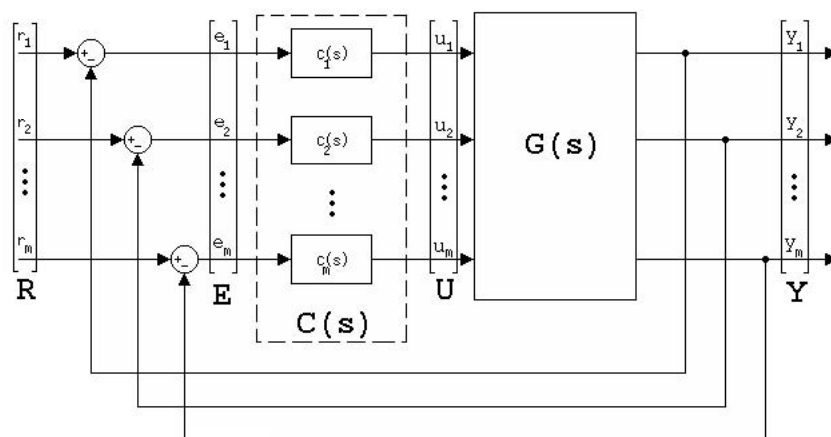 r1 + - e1 c1(s) u1 y1
r2 + - e2 c2(s) u2 G(s) y2
rm + - em cm(s) um ym
R E C(s) U Y